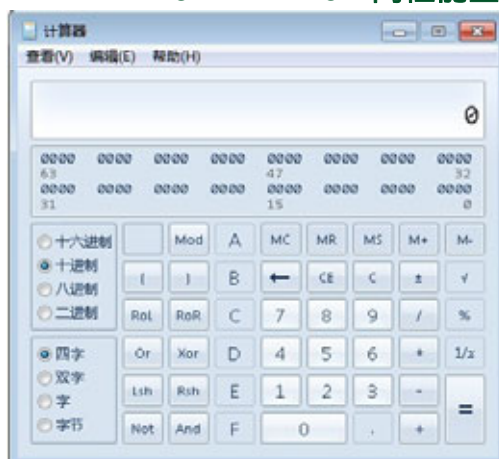 计算器
查看(V) 编辑(E) 帮助(H)
0
0000 0000 0000 0000 0000 0000 0000 0000
63 47 32
0000 0000 0000 0000 0000 0000 0000 0000
31 15 0
十六进制 Mod A MC MR MS M+ M-
十进制 ( ) B ← CE C ± √
八进制
二进制 RoL RoR C 7 8 9 / %
四字 Or Xor D 4 5 6 * 1/x
双字
字 Lsh Rsh E 1 2 3 - =
字节 Not And F 0 . +